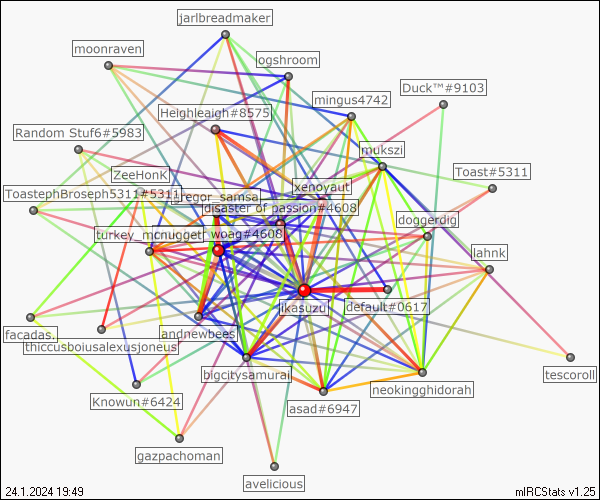 jarlbreadmaker
moonraven
ogshroom
Duck™#9103
mingus4742
Heighleaigh#8575
Random Stuf6#5983
mukszi
ZeeHonK
Toast#5311
xenoyaut
ToastephBroseph5311#5311
gregor_samsa
disaster of passion#4608
doggerdig
turkey_mcnugget
woag#4608
lahnk
ikasuzu
default#0617
facadas.
andnewbees
thiccusboiusalexusjoneus
bigcitysamurai
tescoroll
neokingghidorah
Knowun#6424
asad#6947
gazpachoman
avelicious
24.1.2024 19:49
mIRCStats v1.25